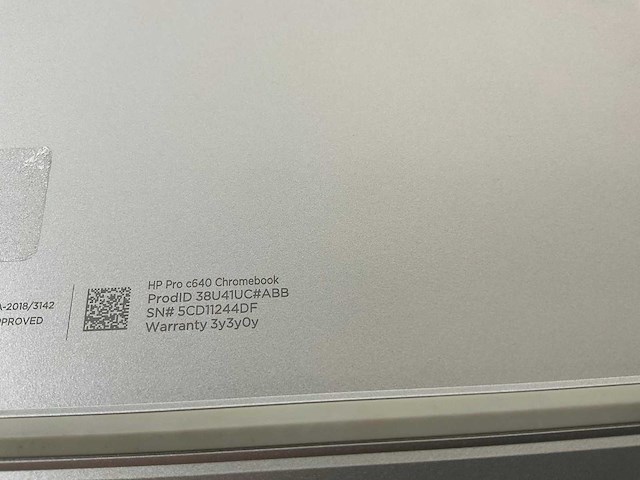 A-2018/3142
PPROVED
HP Pro c640 Chromebook
ProdID 38U41UC#ABB
SN# 5CD11244DF
Warranty 3y3y0y